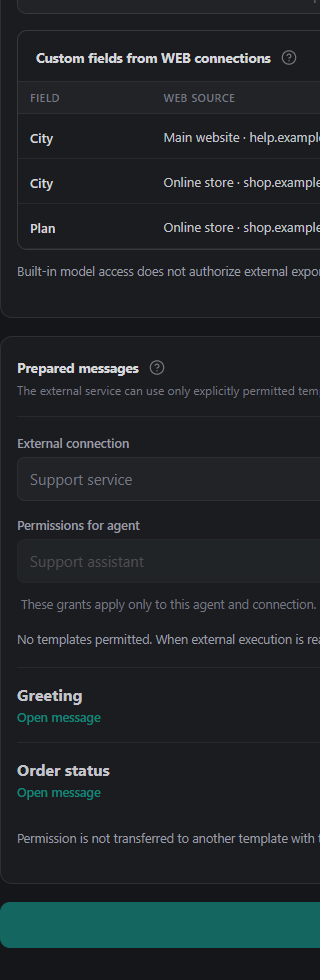 Custom fields from WEB connections
FIELD WEB SOURCE
City Main website · help.example
City Online store · shop.example
Plan Online store · shop.example
Built-in model access does not authorize external
Prepared messages
The external service can use only explicitly permitted
External connection
Support service
Permissions for agent
Support assistant
These grants apply only to this agent and connection.
No templates permitted. When external execution is
Greeting
Open message
Order status
Open message
Permission is not transferred to another template with